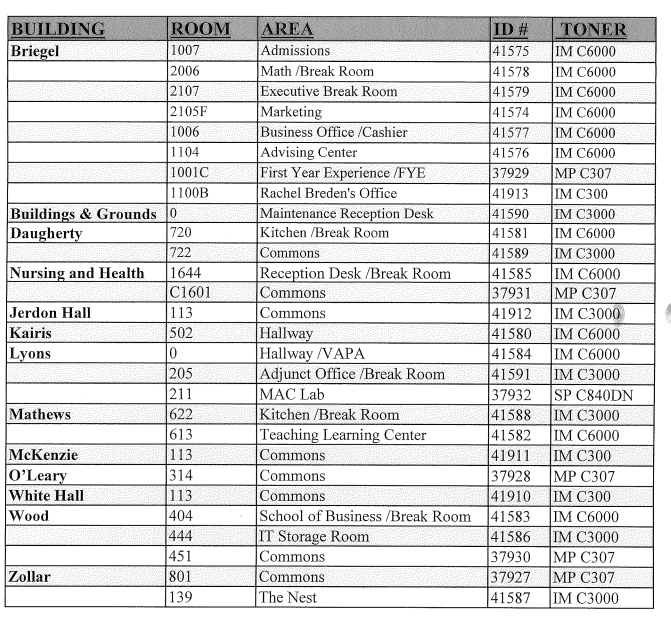 BUILDING ROOM AREA ID # TONER
Briegel 1007 Admissions 41575 IM C6000
2006 Math /Break Room 41578 IM C6000
2107 Executive Break Room 41579 IM C6000
2105F Marketing 41574 IM C6000
1006 Business Office /Cashier 41577 IM C6000
1104 Advising Center 41576 IM C6000
1001C First Year Experience /FYE 37929 MP C307
1100B Rachel Breden's Office 41913 IM C300
Buildings & Grounds 0 Maintenance Reception Desk 41590 IM C3000
Daugherty 720 Kitchen /Break Room 41581 IM C6000
722 Commons 41589 IM C3000
Nursing and Health 1644 Reception Desk /Break Room 41585 IM C6000
C1601 Commons 37931 MP C307
Jerdon Hall 113 Commons 41912 IM C3000
Kairis 502 Hallway 41580 IM C6000
Lyons 0 Hallway /VAPA 41584 IM C6000
205 Adjunct Office /Break Room 41591 IM C3000
211 MAC Lab 37932 SP C840DN
Mathews 622 Kitchen /Break Room 41588 IM C3000
613 Teaching Learning Center 41582 IM C6000
McKenzie 113 Commons 41911 IM C300
O'Leary 314 Commons 37928 MP C307
White Hall 113 Commons 41910 IM C300
Wood 404 School of Business /Break Room 41583 IM C6000
444 IT Storage Room 41586 IM C3000
451 Commons 37930 MP C307
Zollar 801 Commons 37927 MP C307
139 The Nest 41587 IM C3000